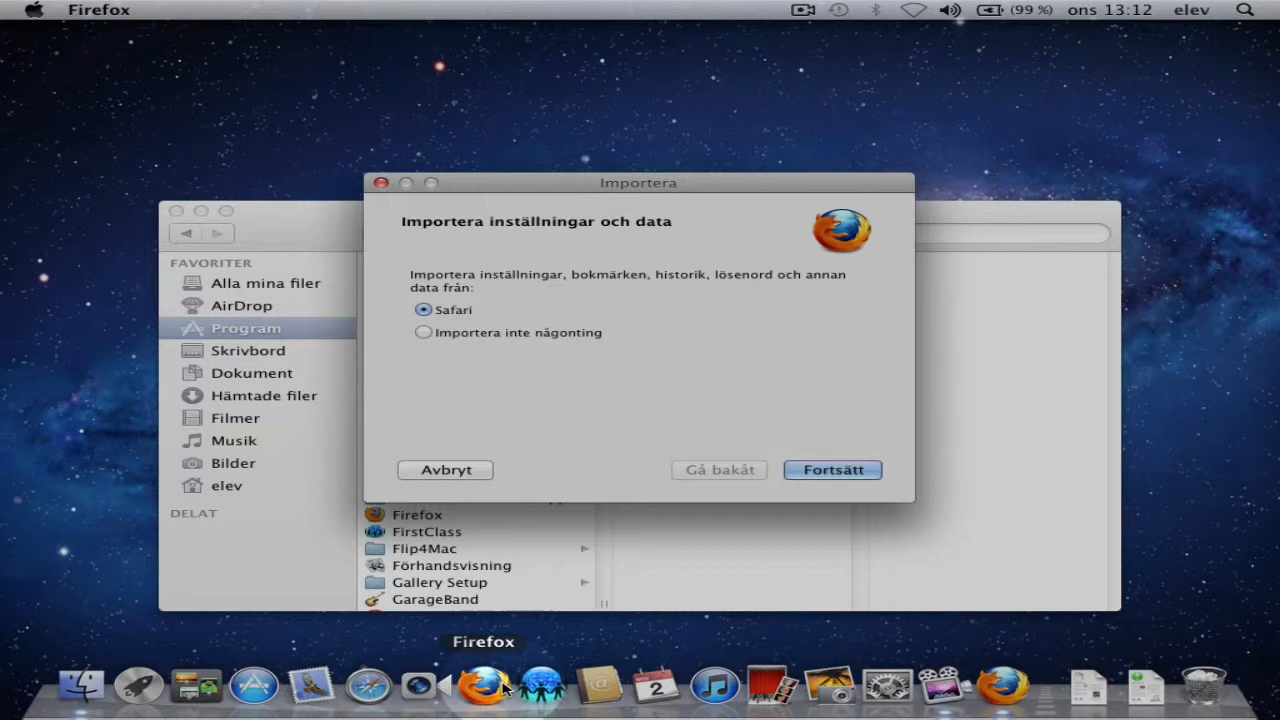 Firefox
(99 %) ons 13:12 elev
Importera
Importera inställningar och data
Importera inställningar, bokmärken, historik, lösenord och annan
data från:
Safari
Importera inte någonting
Avbryt Gå bakåt Fortsätt
FAVORITER
Alla mina filer
AirDrop
Program
Skrivbord
Dokument
Hämtade filer
Filmer
Musik
Bilder
elev
DELAT
Firefox
FirstClass
Flip4Mac
Förhandsvisning
Gallery Setup
GarageBand
Firefox
2